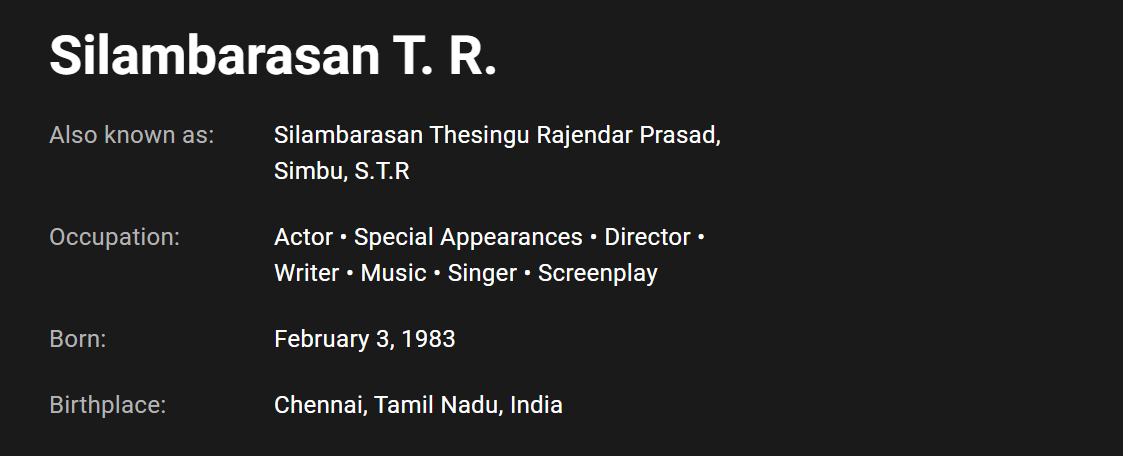 Silambarasan T. R.
Also known as: Silambarasan Thesingu Rajendar Prasad,
Simbu, S.T.R
Occupation: Actor • Special Appearances • Director •
Writer • Music • Singer • Screenplay
Born: February 3, 1983
Birthplace: Chennai, Tamil Nadu, India